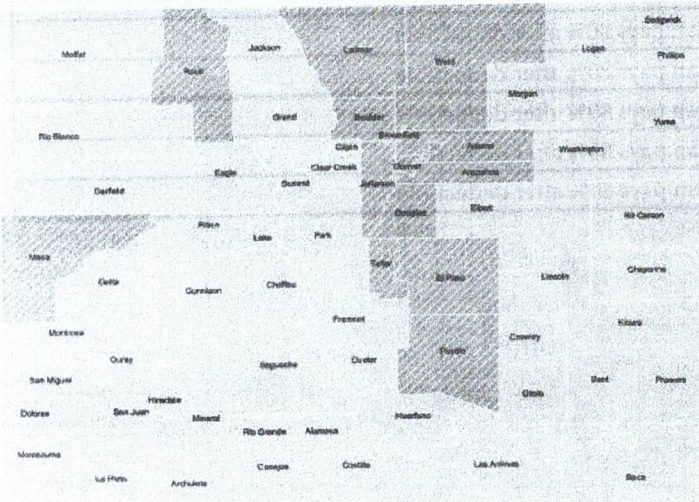 Sedgwick
Moffat
Jackson
Larimer
Weld
Logan
Phillips
Routt
Morgan
Grand
Boulder
Yuma
Rio Blanco
Broomfield
Gilpin
Adams
Washington
Clear Creek
Denver
Eagle
Arapahoe
Summit
Jefferson
Garfield
Elbert
Douglas
Kit Carson
Pitkin
Lake
Park
Mesa
Teller
El Paso
Lincoln
Cheyenne
Delta
Gunnison
Chaffee
Fremont
Kiowa
Montrose
Crowley
Pueblo
Ouray
Saguache
Custer
San Miguel
Bent
Prowers
Otero
Hinsdale
Dolores
San Juan
Mineral
Huerfano
Rio Grande
Alamosa
Montezuma
Las Animas
Conejos
Costilla
La Plata
Archuleta
Baca